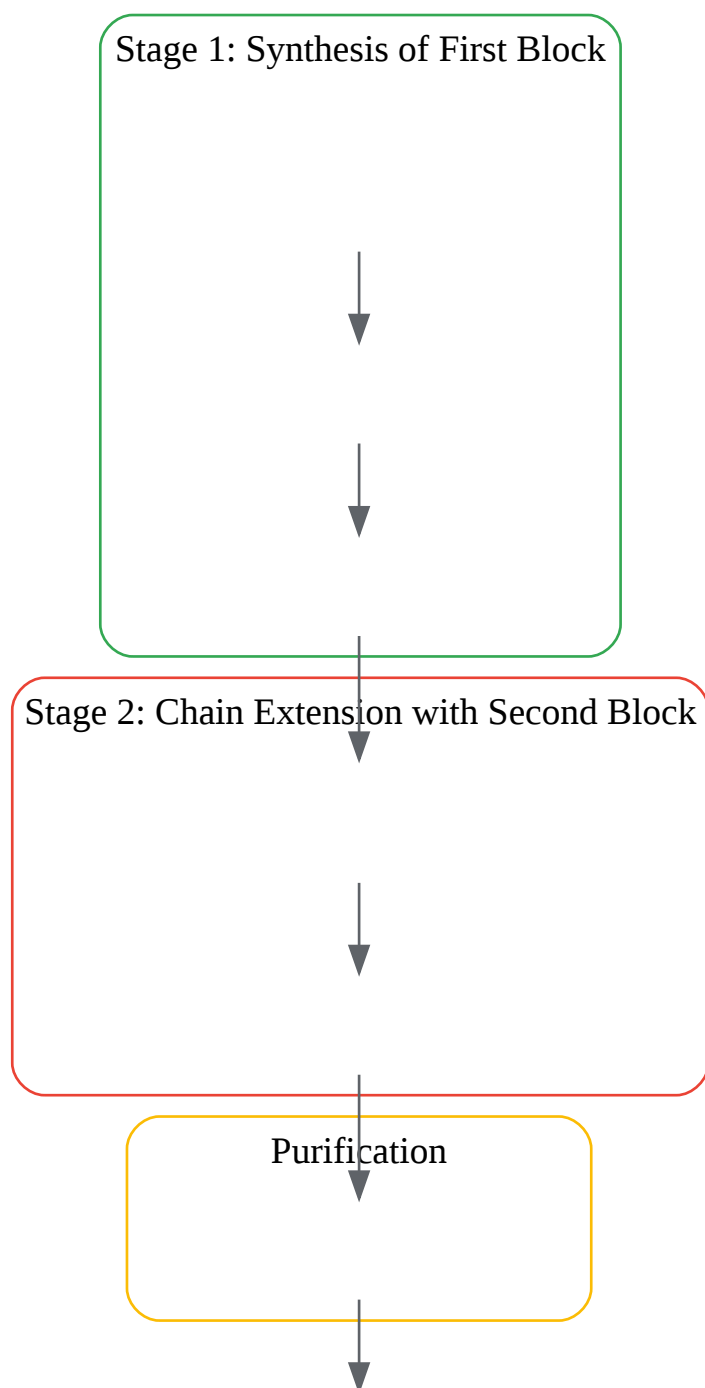 Stage 1: Synthesis of First Block
Stage 2: Chain Extension with Second Block
Purification